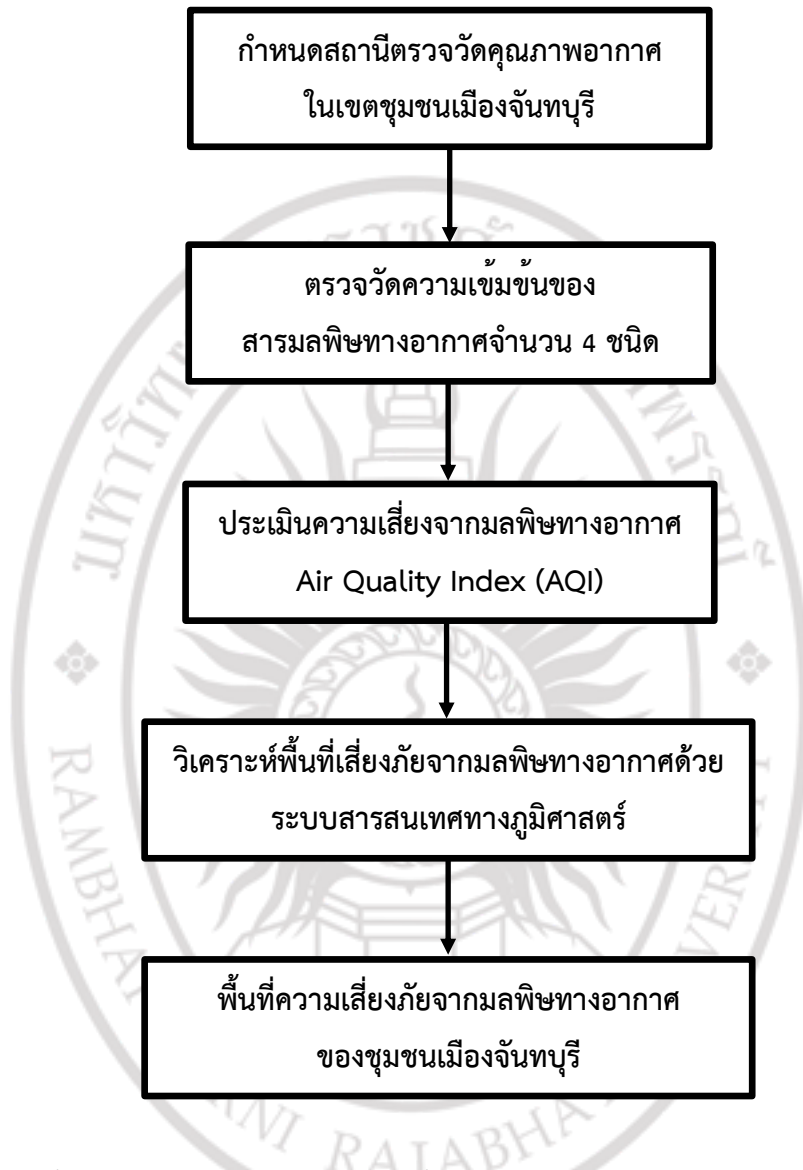 กำหนดสถานีตรวจวัดคุณภาพอากาศ
ในเขตชุมชนเมืองจันทบุรี
ตรวจวัดความเข้มข้นของ
สารมลพิษทางอากาศจำนวน 4 ชนิด
ประเมินความเสี่ยงจากมลพิษทางอากาศ
Air Quality Index (AQI)
วิเคราะห์พื้นที่เสี่ยงภัยจากมลพิษทางอากาศด้วย
ระบบสารสนเทศทางภูมิศาสตร์
พื้นที่ความเสี่ยงภัยจากมลพิษทางอากาศ
ของชุมชนเมืองจันทบุรี